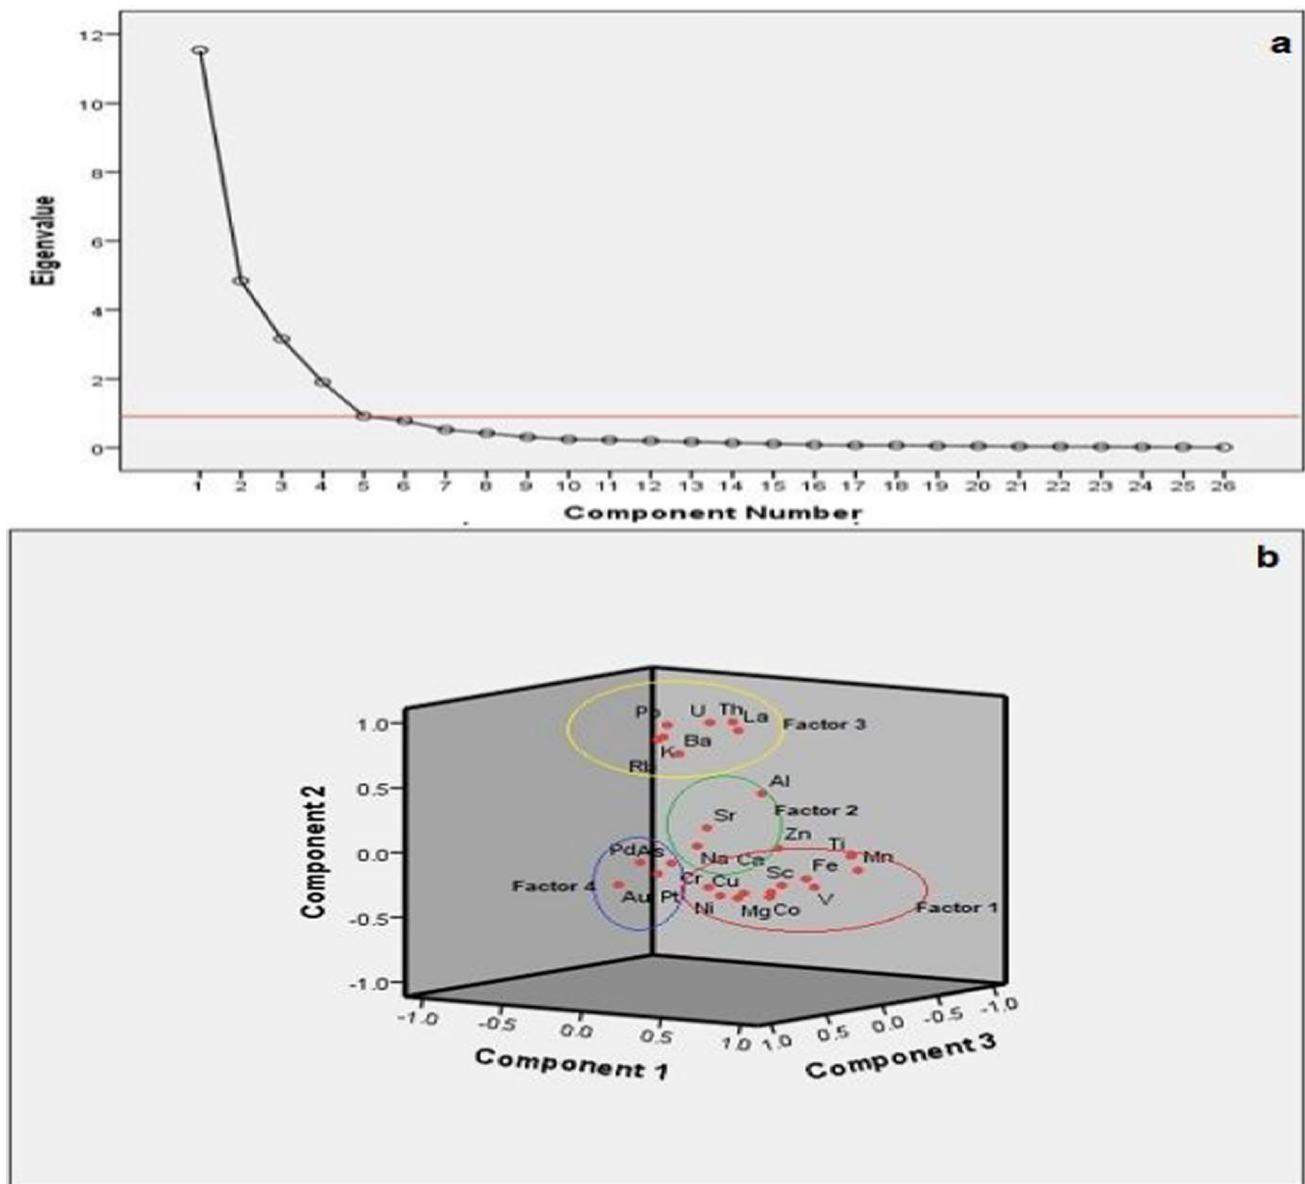 a
12
10
8
6
4
2
0
Eigenvalue
1 2 3 4 5 6 7 8 9 10 11 12 13 14 15 16 17 18 19 20 21 22 23 24 25 26
Component Number
b
Pb U Th La Factor 3
K Ba
Rb
Al
Sr Factor 2
Zn
Pd As Na Ca Ti Mn
Factor 4 Cr Cu Sc Fe
Au Pt Ni Mg Co V Factor 1
1.0
0.5
0.0
-0.5
-1.0
Component 2
-1.0 -0.5 0.0 0.5 1.0
Component 1
1.0 0.5 0.0 -0.5 -1.0
Component 3